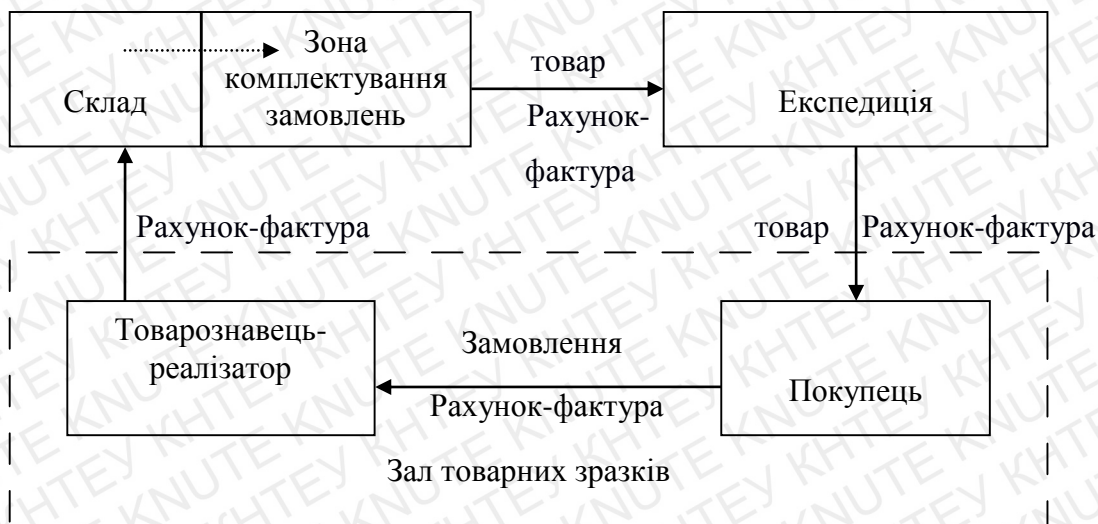 Зона
комплектування
замовлень
Склад
товар
Рахунок-
фактура
Експедиція
Рахунок-фактура
товар
Рахунок-фактура
Товарознавець-
реалізатор
Замовлення
Рахунок-фактура
Покупець
Зал товарних зразків